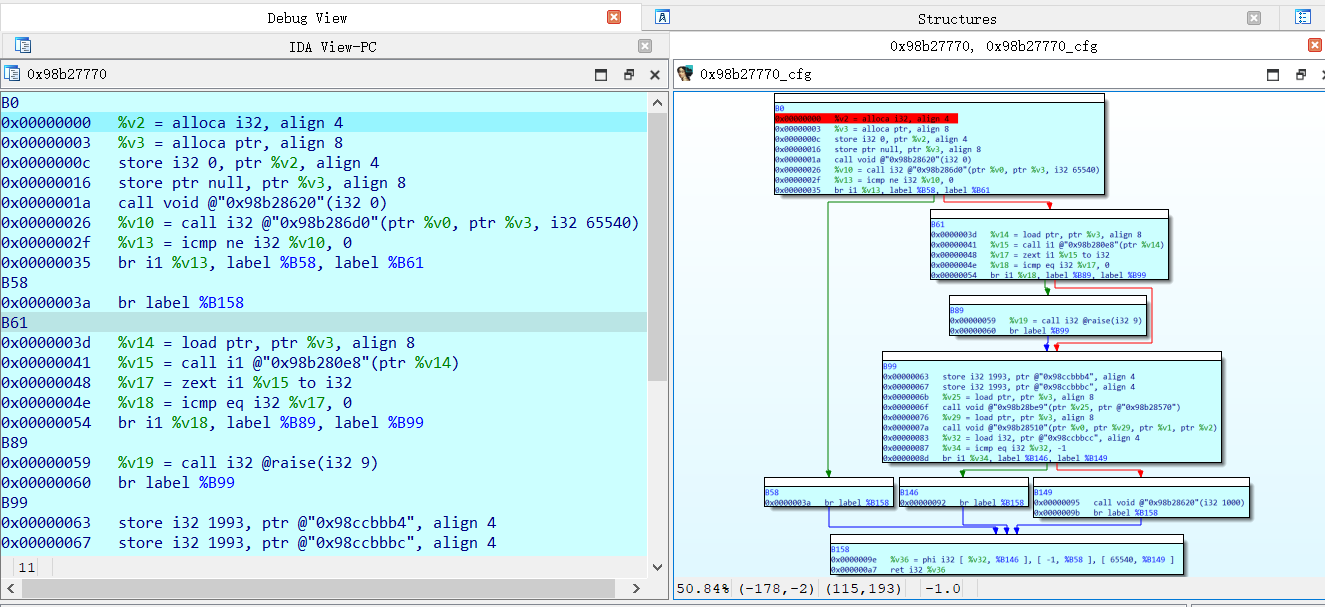 Debug View
Structures
IDA View-PC
0x98b27770, 0x98b27770_cfg
0x98b27770
0x98b27770_cfg
B0
0x00000000 %v2 = alloca i32, align 4
0x00000003 %v3 = alloca ptr, align 8
0x0000000c store i32 0, ptr %v2, align 4
0x00000016 store ptr null, ptr %v3, align 8
0x0000001a call void @"0x98b28620"(i32 0)
0x00000026 %v10 = call i32 @"0x98b286d0"(ptr %v0, ptr %v3, i32 65540)
0x0000002f %v13 = icmp ne i32 %v10, 0
0x00000035 br i1 %v13, label %B58, label %B61
B58
0x0000003a br label %B158
B61
0x0000003d %v14 = load ptr, ptr %v3, align 8
0x00000041 %v15 = call i1 @"0x98b280e8"(ptr %v14)
0x00000048 %v17 = zext i1 %v15 to i32
0x0000004e %v18 = icmp eq i32 %v17, 0
0x00000054 br i1 %v18, label %B89, label %B99
B89
0x00000059 %v19 = call i32 @raise(i32 9)
0x00000060 br label %B99
B99
0x00000063 store i32 1993, ptr @"0x98ccbbb4", align 4
0x00000067 store i32 1993, ptr @"0x98ccbbbc", align 4
11
B0
0x00000000 %v2 = alloca i32, align 4
0x00000003 %v3 = alloca ptr, align 8
0x0000000c store i32 0, ptr %v2, align 4
0x00000016 store ptr null, ptr %v3, align 8
0x0000001a call void @"0x98b28620"(i32 0)
0x00000026 %v10 = call i32 @"0x98b286d0"(ptr %v0, ptr %v3, i32 65540)
0x0000002f %v13 = icmp ne i32 %v10, 0
0x00000035 br i1 %v13, label %B58, label %B61
B61
0x0000003d %v14 = load ptr, ptr %v3, align 8
0x00000041 %v15 = call i1 @"0x98b280e8"(ptr %v14)
0x00000048 %v17 = zext i1 %v15 to i32
0x0000004e %v18 = icmp eq i32 %v17, 0
0x00000054 br i1 %v18, label %B89, label %B99
B89
0x00000059 %v19 = call i32 @raise(i32 9)
0x00000060 br label %B99
B99
0x00000063 store i32 1993, ptr @"0x98ccbbb4", align 4
0x00000067 store i32 1993, ptr @"0x98ccbbbc", align 4
0x0000006b %v25 = load ptr, ptr %v3, align 8
0x0000006f call void @"0x98b28be9"(ptr %v25, ptr @"0x98b28570")
0x00000076 %v29 = load ptr, ptr %v3, align 8
0x0000007a call void @"0x98b28510"(ptr %v0, ptr %v29, ptr %v1, ptr %v2)
0x00000083 %v32 = load i32, ptr @"0x98ccbbcc", align 4
0x00000087 %v34 = icmp eq i32 %v32, -1
0x0000008d br i1 %v34, label %B146, label %B149
B58
0x0000003a br label %B158
B146
0x00000092 br label %B158
B149
0x00000095 call void @"0x98b28620"(i32 1000)
0x0000009b br label %B158
B158
0x0000009e %v36 = phi i32 [ %v32, %B146 ], [ -1, %B58 ], [ 65540, %B149 ]
0x000000a7 ret i32 %v36
50.84% (-178,-2) (115,193) -1.0